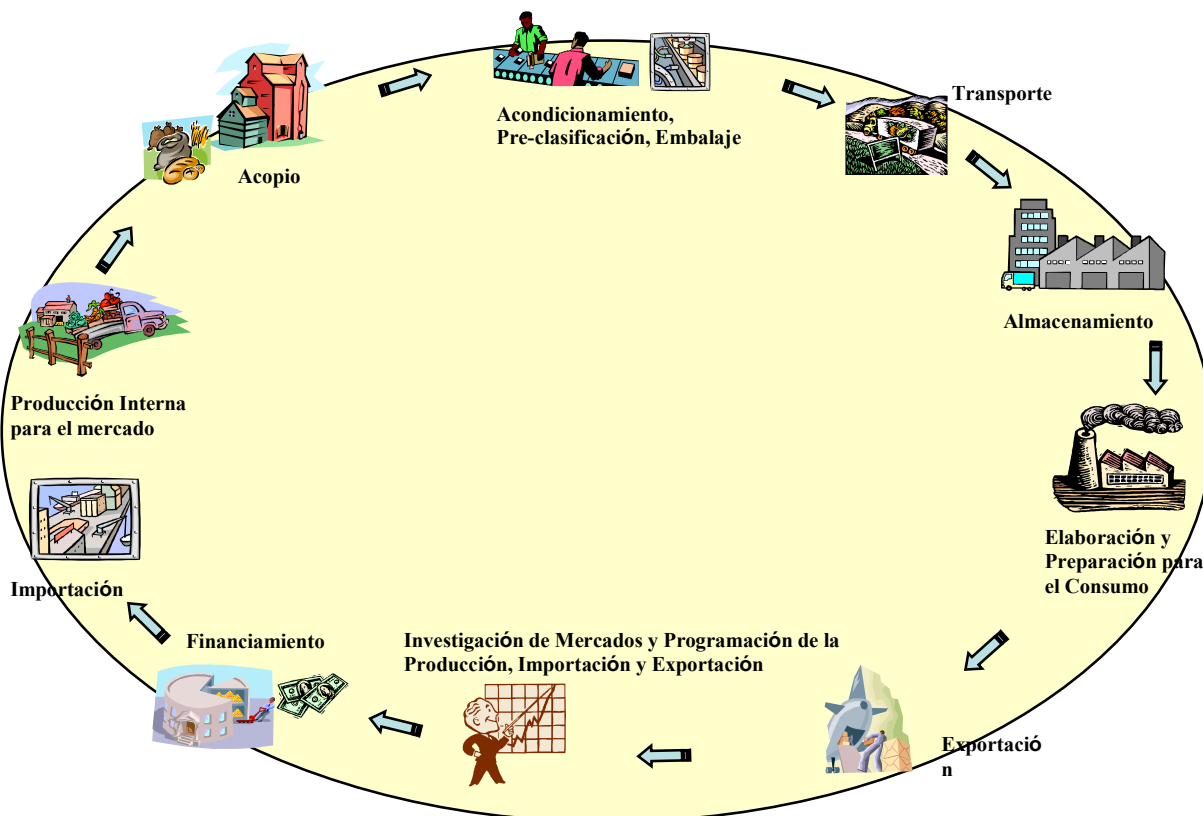 Acondicionamiento,
Pre-clasificación, Embalaje
Transporte
Acopio
Almacenamiento
Producción Interna
para el mercado
Elaboración y
Preparación para
el Consumo
Importación
Financiamiento
Investigación de Mercados y Programación de la
Producción, Importación y Exportación
Exportació
n